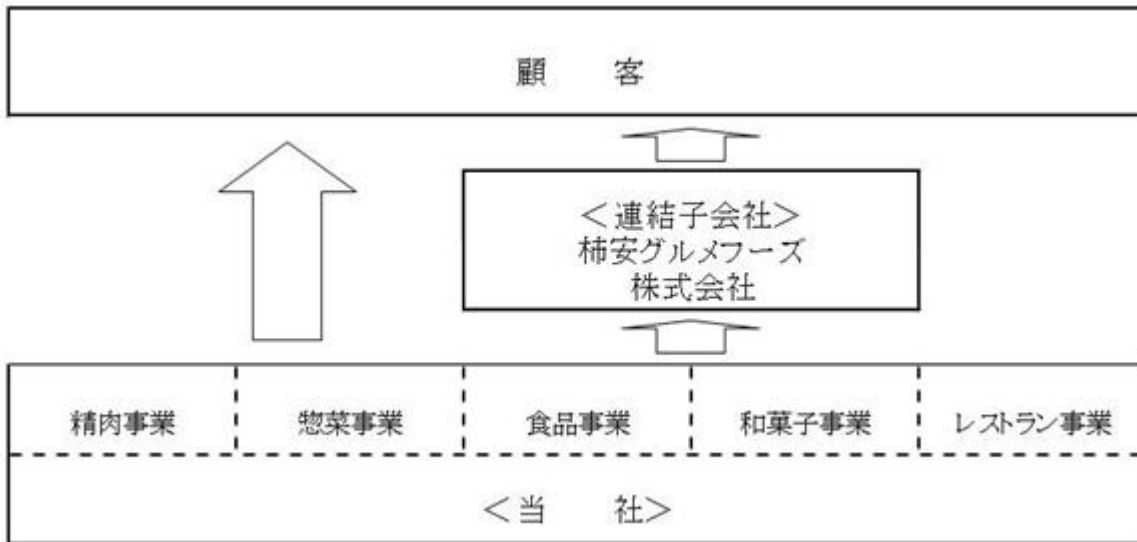 顧　客
＜連結子会社＞
柿安グルメフーズ
株式会社
精肉事業
惣菜事業
食品事業
和菓子事業
レストラン事業
＜当　社＞